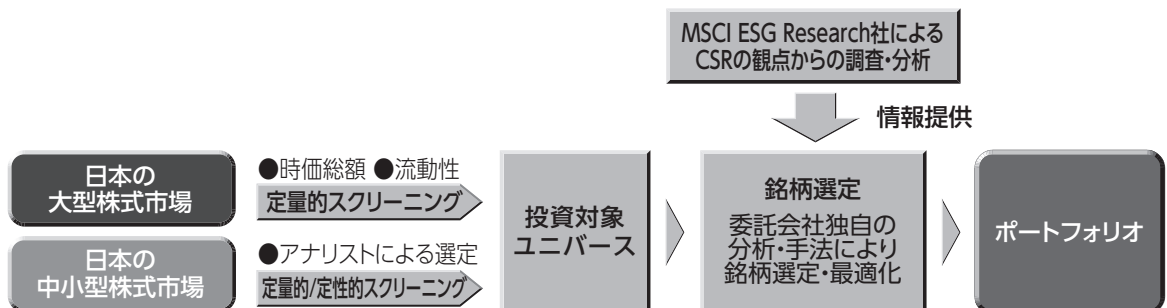 MSCI ESG Research社による
CSRの観点からの調査・分析
情報提供
日本の
大型株式市場
●時価総額 ●流動性
定量的スクリーニング
日本の
中小型株式市場
●アナリストによる選定
定量的/定性的スクリーニング
投資対象
ユニバース
銘柄選定
委託会社独自の
分析・手法により
銘柄選定・最適化
ポートフォリオ